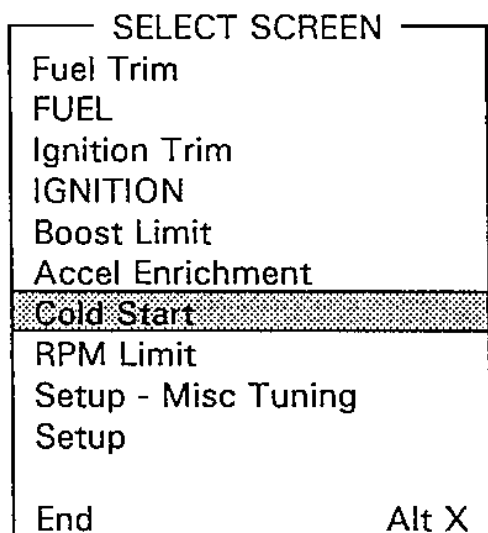 SELECT SCREEN
Fuel Trim
FUEL
Ignition Trim
IGNITION
Boost Limit
Accel Enrichment
Cold Start
RPM Limit
Setup - Misc Tuning
Setup
End Alt X